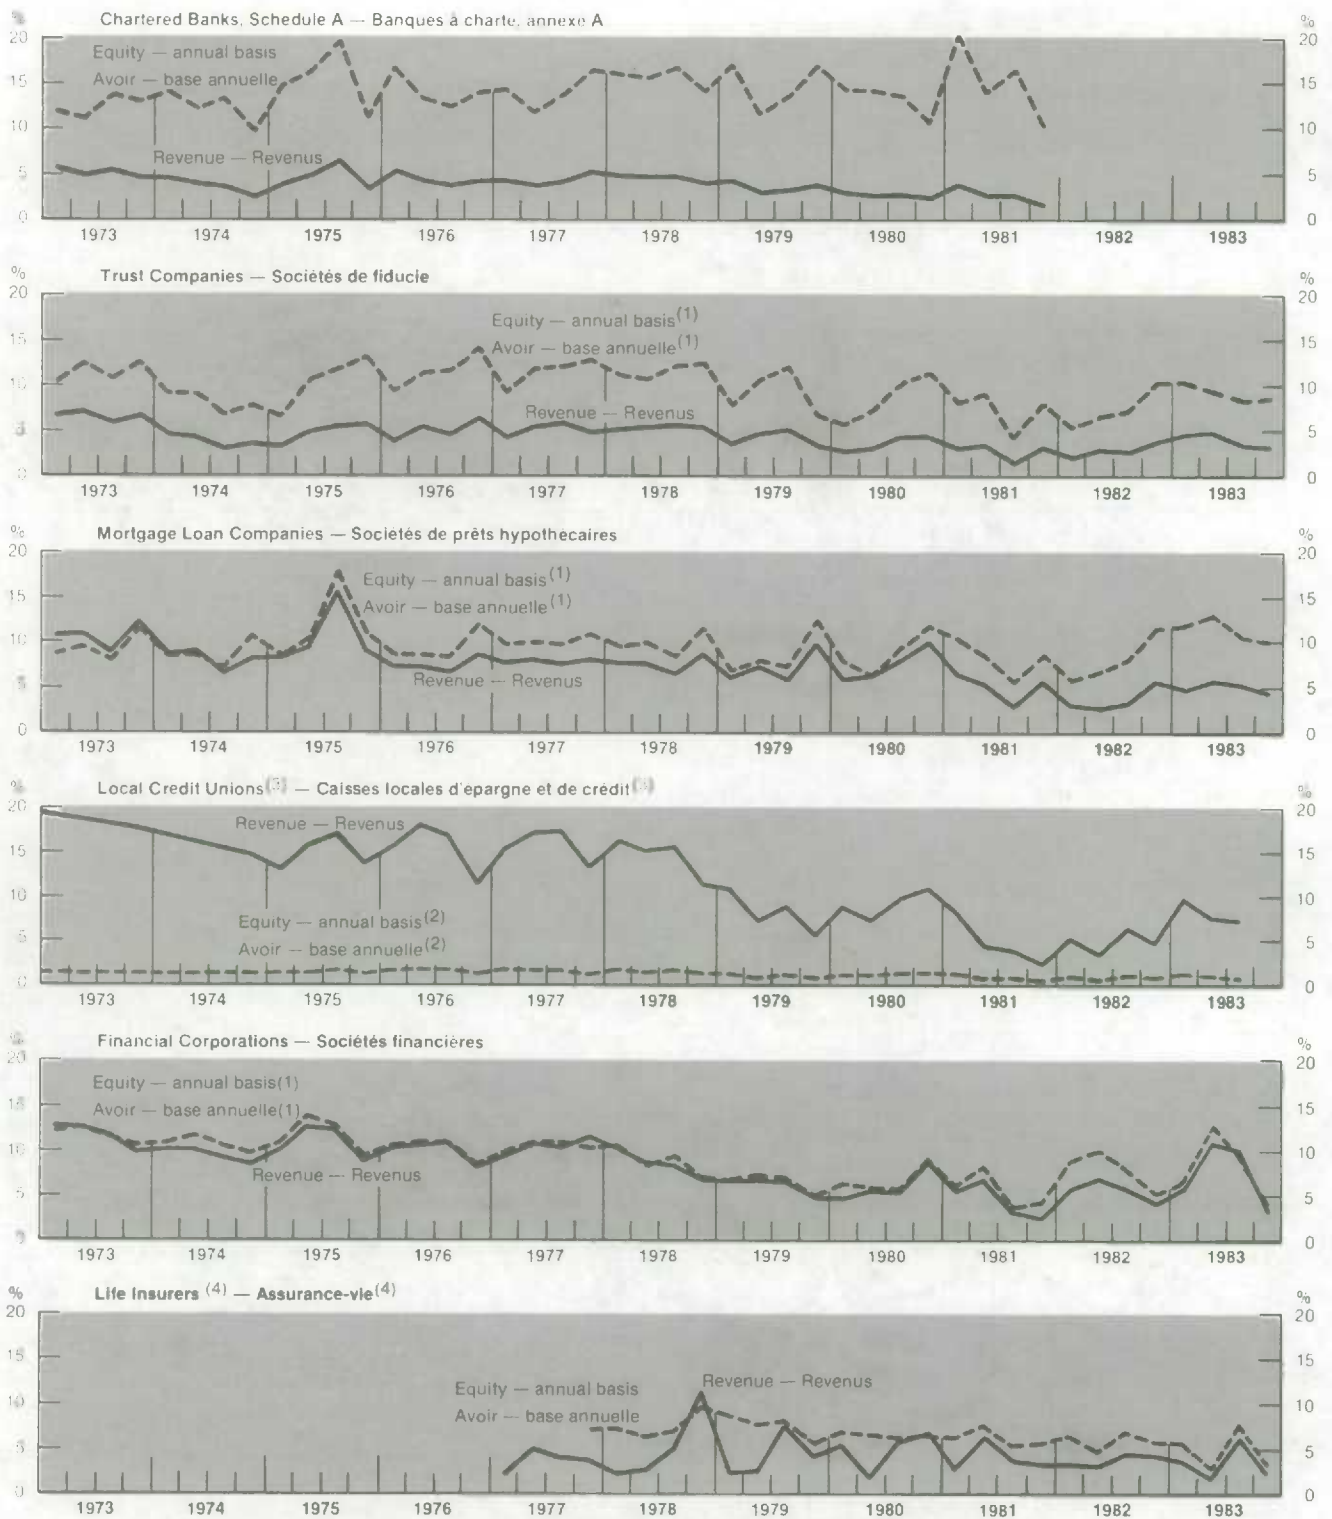 Chartered Banks, Schedule A — Banques à charte, annexe A
% %
20 20
Equity — annual basis
Avoir — base annuelle
15 15
10 10
Revenue — Revenus
5 5
0 0
1973 1974 1975 1976 1977 1978 1979 1980 1981 1982 1983
Trust Companies — Sociétés de fiducie
% %
20 20
Equity — annual basis(1)
Avoir — base annuelle(1)
15 15
10 10
Revenue — Revenus
5 5
0 0
1973 1974 1975 1976 1977 1978 1979 1980 1981 1982 1983
Mortgage Loan Companies — Sociétés de prêts hypothécaires
% %
20 20
Equity — annual basis(1)
Avoir — base annuelle(1)
15 15
10 10
Revenue — Revenus
5 5
0 0
1973 1974 1975 1976 1977 1978 1979 1980 1981 1982 1983
Local Credit Unions(3) — Caisses locales d'épargne et de crédit(3)
% %
20 20
Revenue — Revenus
15 15
10 10
Equity — annual basis(2)
Avoir — base annuelle(2)
5 5
0 0
1973 1974 1975 1976 1977 1978 1979 1980 1981 1982 1983
Financial Corporations — Sociétés financières
% %
20 20
Equity — annual basis(1)
Avoir — base annuelle(1)
15 15
10 10
Revenue — Revenus
5 5
0
1973 1974 1975 1976 1977 1978 1979 1980 1981 1982 1983
Life Insurers (4) — Assurance-vie(4)
% %
20 20
15 15
Revenue — Revenus
Equity — annual basis
Avoir — base annuelle
10 10
5 5
0 0
1973 1974 1975 1976 1977 1978 1979 1980 1981 1982 1983